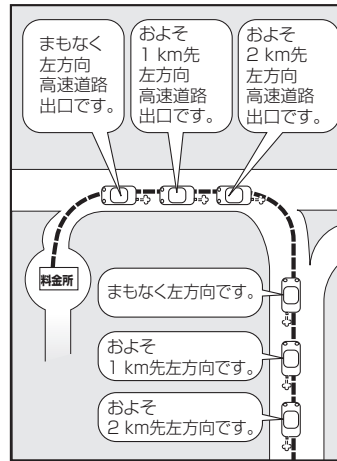 まもなく
左方向
高速道路
出口です。
およそ
1 km先
左方向
高速道路
出口です。
およそ
2 km先
左方向
高速道路
出口です。
料金所
まもなく左方向です。
およそ
1 km先左方向です。
およそ
2 km先左方向です。